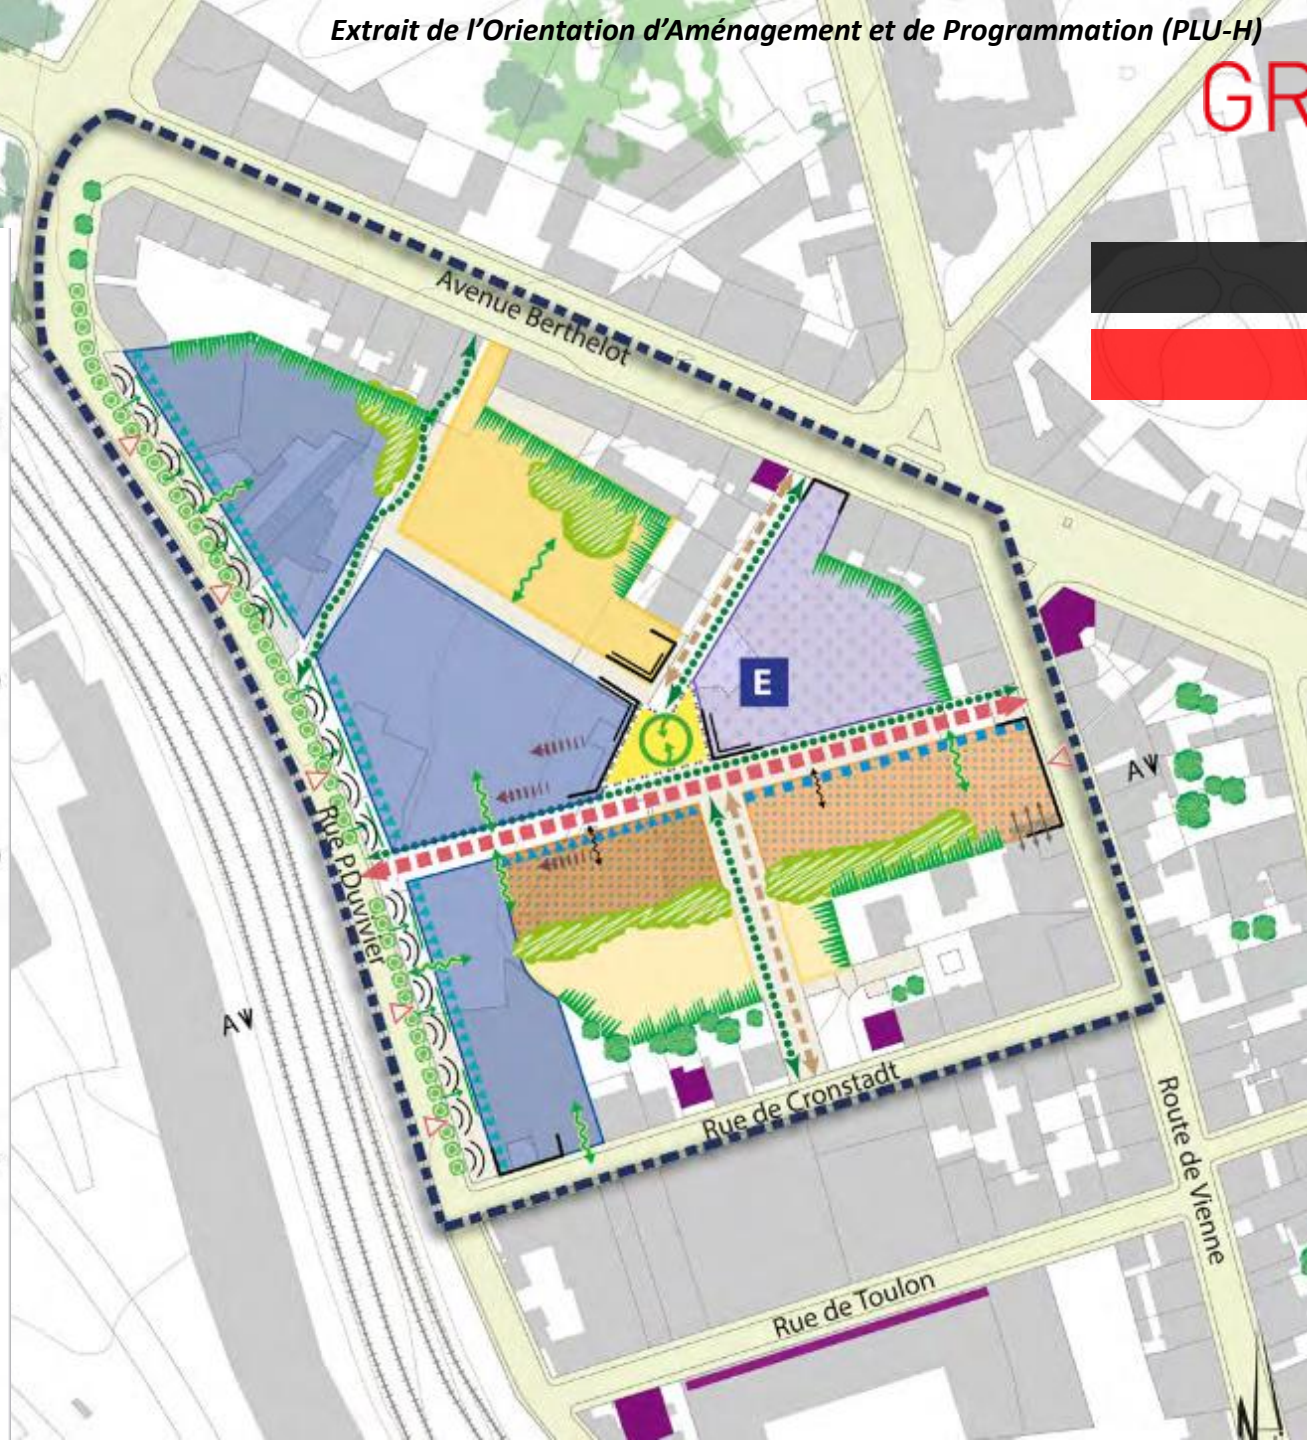 Extrait de l'Orientation d'Aménagement et de Programmation (PLU-H)
GR
Avenue Berthelot
E
A
Rue P.Duvivier
A
Rue de Cronstadt
Route de Vienne
Rue de Toulon
N